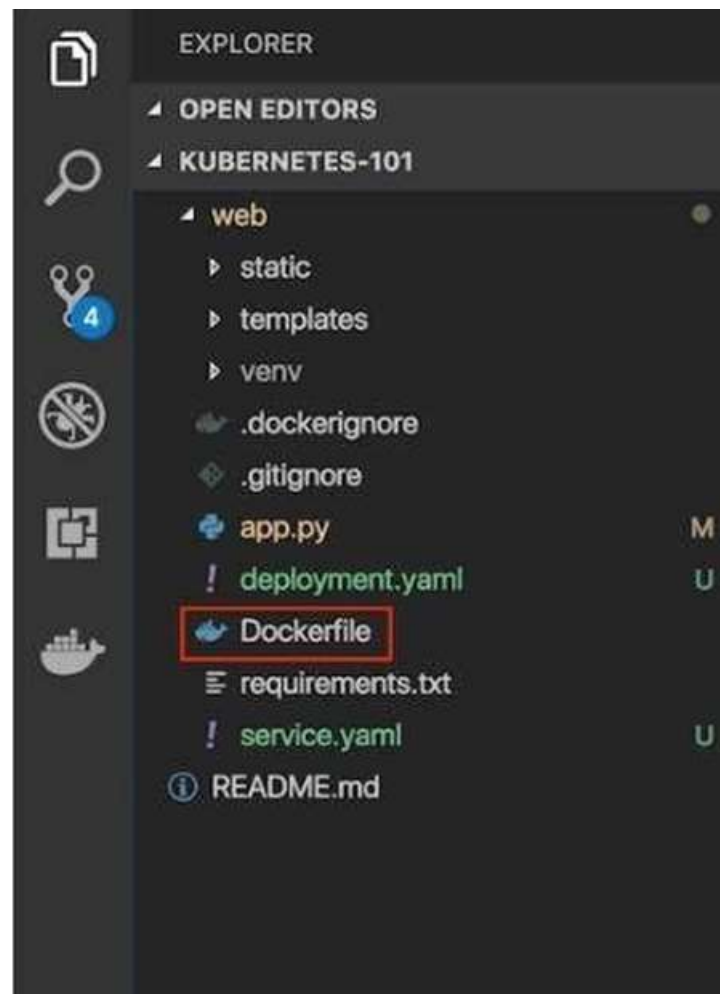 EXPLORER
OPEN EDITORS
KUBERNETES-101
web
static
templates
4
venv
.dockerignore
.gitignore
app.py M
deployment.yaml U
Dockerfile
requirements.txt
service.yaml U
README.md